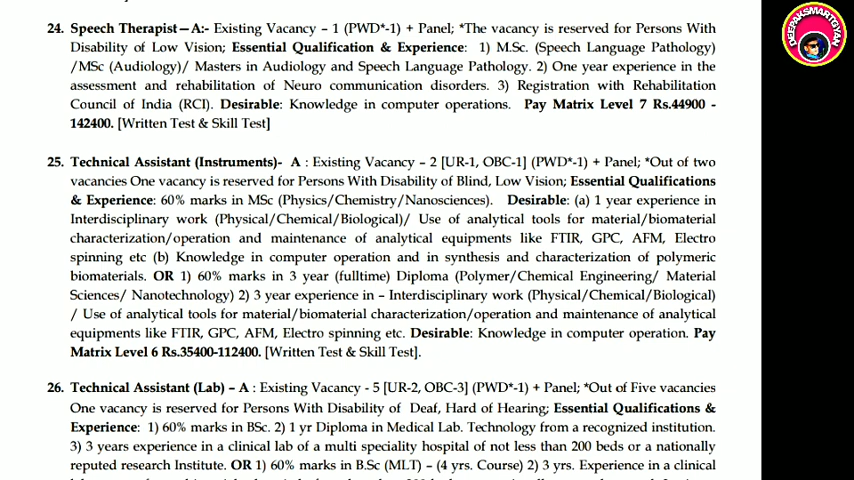 24. Speech Therapist—A:- Existing Vacancy – 1 (PWD*-1) + Panel; *The vacancy is reserved for Persons With
Disability of Low Vision; Essential Qualification & Experience: 1) M.Sc. (Speech Language Pathology)
/MSc (Audiology)/ Masters in Audiology and Speech Language Pathology. 2) One year experience in the
assessment and rehabilitation of Neuro communication disorders. 3) Registration with Rehabilitation
Council of India (RCI). Desirable: Knowledge in computer operations. Pay Matrix Level 7 Rs.44900 -
142400. [Written Test & Skill Test]
25. Technical Assistant (Instruments)- A : Existing Vacancy – 2 [UR-1, OBC-1] (PWD*-1) + Panel; *Out of two
vacancies One vacancy is reserved for Persons With Disability of Blind, Low Vision; Essential Qualifications
& Experience: 60% marks in MSc (Physics/Chemistry/Nanosciences). Desirable: (a) 1 year experience in
Interdisciplinary work (Physical/Chemical/Biological)/ Use of analytical tools for material/biomaterial
characterization/operation and maintenance of analytical equipments like FTIR, GPC, AFM, Electro
spinning etc (b) Knowledge in computer operation and in synthesis and characterization of polymeric
biomaterials. OR 1) 60% marks in 3 year (fulltime) Diploma (Polymer/Chemical Engineering/ Material
Sciences/ Nanotechnology) 2) 3 year experience in – Interdisciplinary work (Physical/Chemical/Biological)
/ Use of analytical tools for material/biomaterial characterization/operation and maintenance of analytical
equipments like FTIR, GPC, AFM, Electro spinning etc. Desirable: Knowledge in computer operation. Pay
Matrix Level 6 Rs.35400-112400. [Written Test & Skill Test].
26. Technical Assistant (Lab) – A : Existing Vacancy - 5 [UR-2, OBC-3] (PWD*-1) + Panel; *Out of Five vacancies
One vacancy is reserved for Persons With Disability of Deaf, Hard of Hearing; Essential Qualifications &
Experience: 1) 60% marks in BSc. 2) 1 yr Diploma in Medical Lab. Technology from a recognized institution.
3) 3 years experience in a clinical lab of a multi speciality hospital of not less than 200 beds or a nationally
reputed research Institute. OR 1) 60% marks in B.Sc (MLT) – (4 yrs. Course) 2) 3 yrs. Experience in a clinical
DEEPAKSMARTGYAN